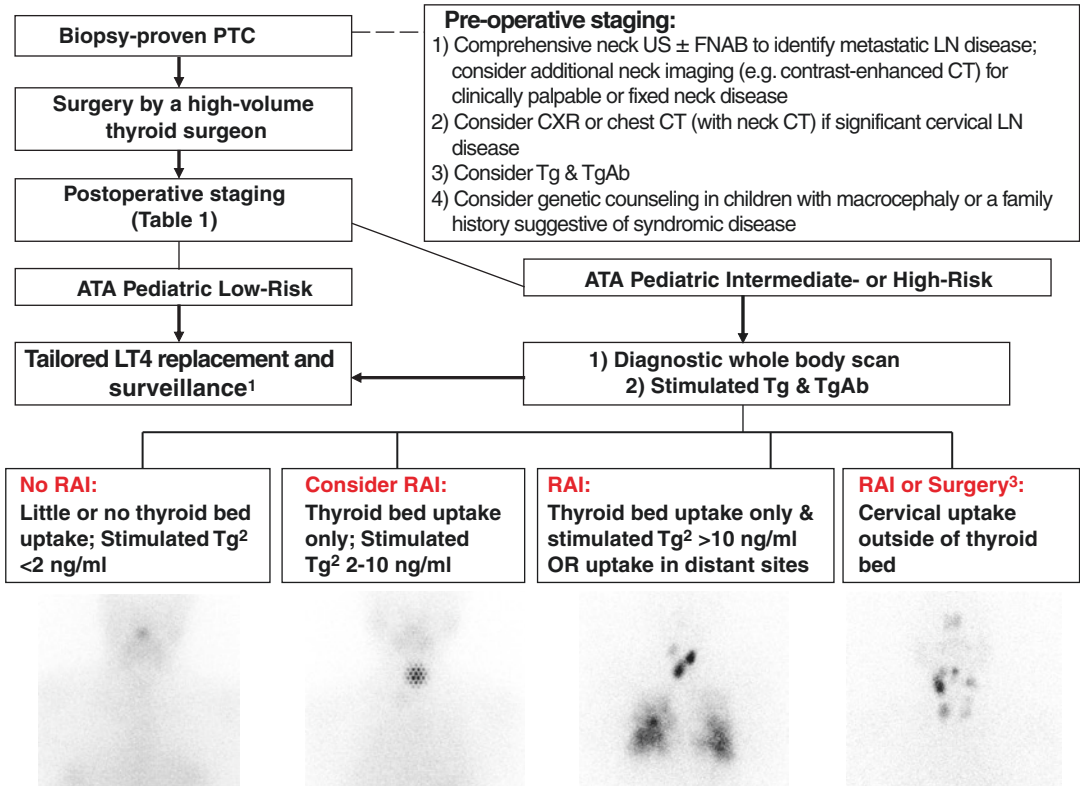 Biopsy-proven PTC
Pre-operative staging:
1) Comprehensive neck US ± FNAB to identify metastatic LN disease;
consider additional neck imaging (e.g. contrast-enhanced CT) for
clinically palpable or fixed neck disease
2) Consider CXR or chest CT (with neck CT) if significant cervical LN
disease
3) Consider Tg & TgAb
4) Consider genetic counseling in children with macrocephaly or a family
history suggestive of syndromic disease
Surgery by a high-volume
thyroid surgeon
Postoperative staging
(Table 1)
ATA Pediatric Low-Risk
ATA Pediatric Intermediate- or High-Risk
Tailored LT4 replacement and
surveillance¹
1) Diagnostic whole body scan
2) Stimulated Tg & TgAb
No RAI:
Little or no thyroid bed
uptake; Stimulated Tg²
<2 ng/ml
Consider RAI:
Thyroid bed uptake
only; Stimulated
Tg² 2-10 ng/ml
RAI:
Thyroid bed uptake only &
stimulated Tg² >10 ng/ml
OR uptake in distant sites
RAI or Surgery³:
Cervical uptake
outside of thyroid
bed